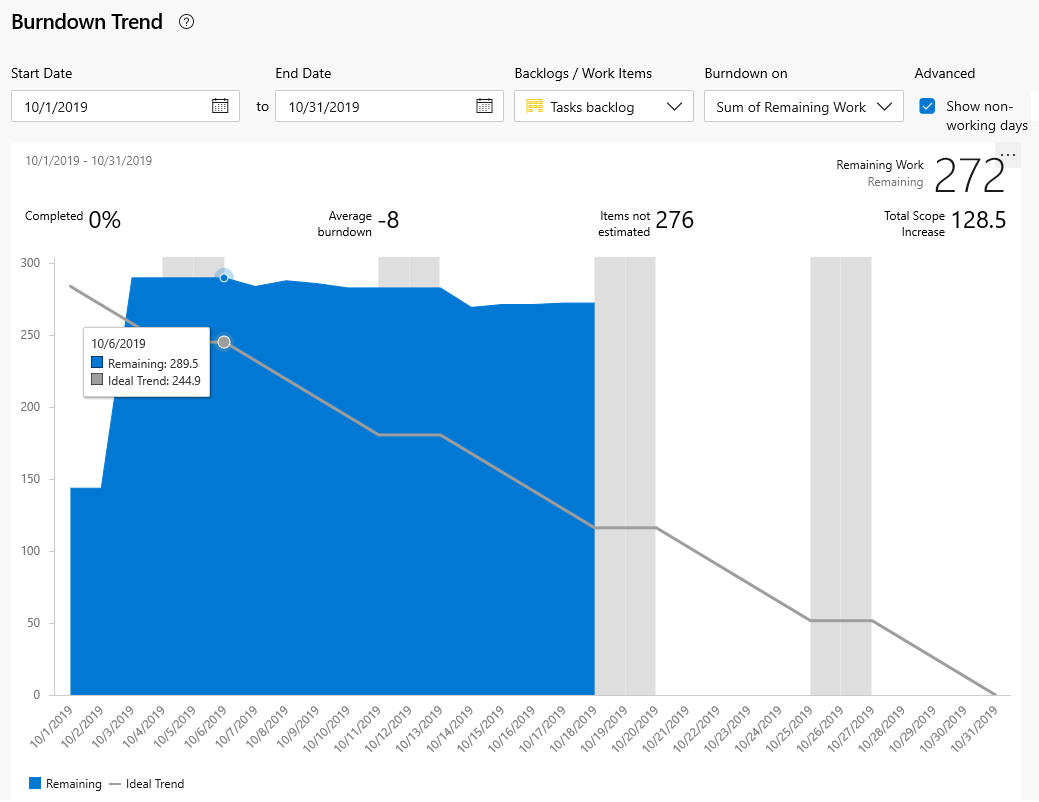 Burndown Trend ?
Start Date End Date Backlogs / Work Items Burndown on Advanced
10/1/2019 to 10/31/2019 Tasks backlog Sum of Remaining Work Show non-
working days
10/1/2019 - 10/31/2019
...
Remaining Work
Remaining
272
Completed 0%
Average
burndown
-8
Items not
estimated
276
Total Scope
Increase
128.5
300
250
200
150
100
50
0
10/6/2019
Remaining: 289.5
Ideal Trend: 244.9
10/1/2019
10/2/2019
10/3/2019
10/4/2019
10/5/2019
10/6/2019
10/7/2019
10/8/2019
10/9/2019
10/10/2019
10/11/2019
10/12/2019
10/13/2019
10/14/2019
10/15/2019
10/16/2019
10/17/2019
10/18/2019
10/19/2019
10/20/2019
10/21/2019
10/22/2019
10/23/2019
10/24/2019
10/25/2019
10/26/2019
10/27/2019
10/28/2019
10/29/2019
10/30/2019
10/31/2019
Remaining Ideal Trend